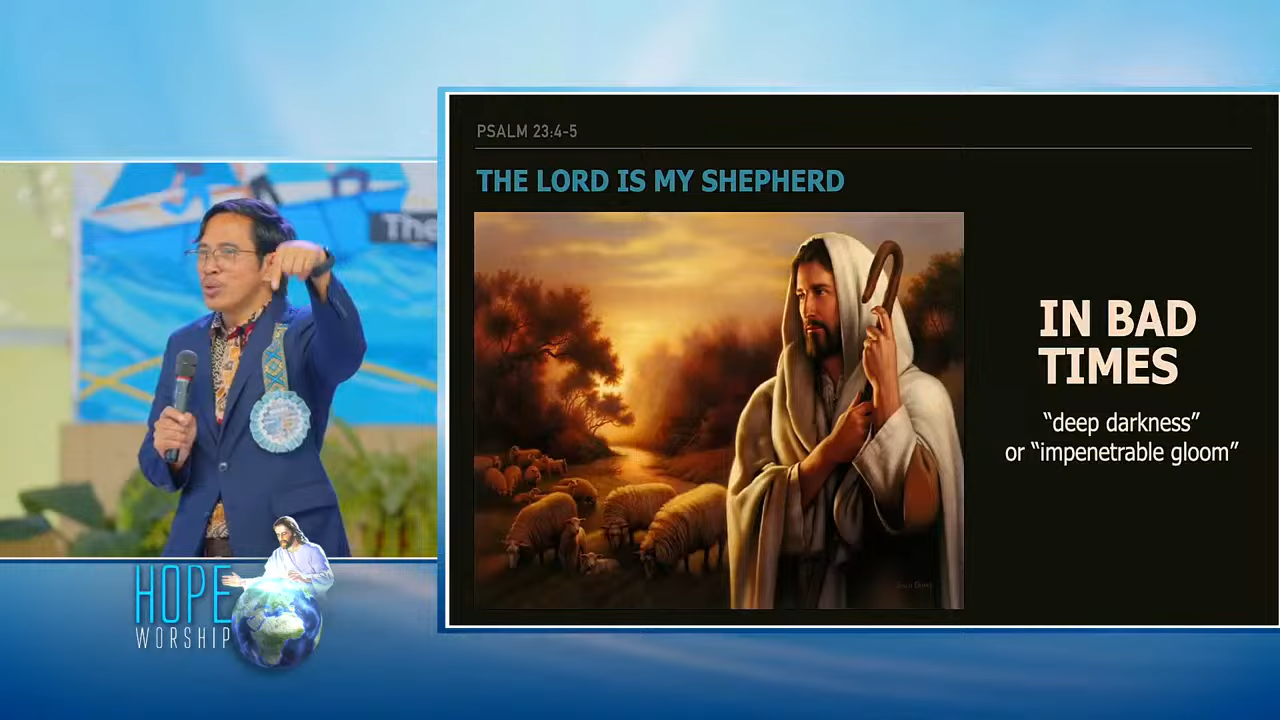 PSALM 23:4-5
THE LORD IS MY SHEPHERD
The
IN BAD
TIMES
“deep darkness”
or “impenetrable gloom”
HOPE
WORSHIP